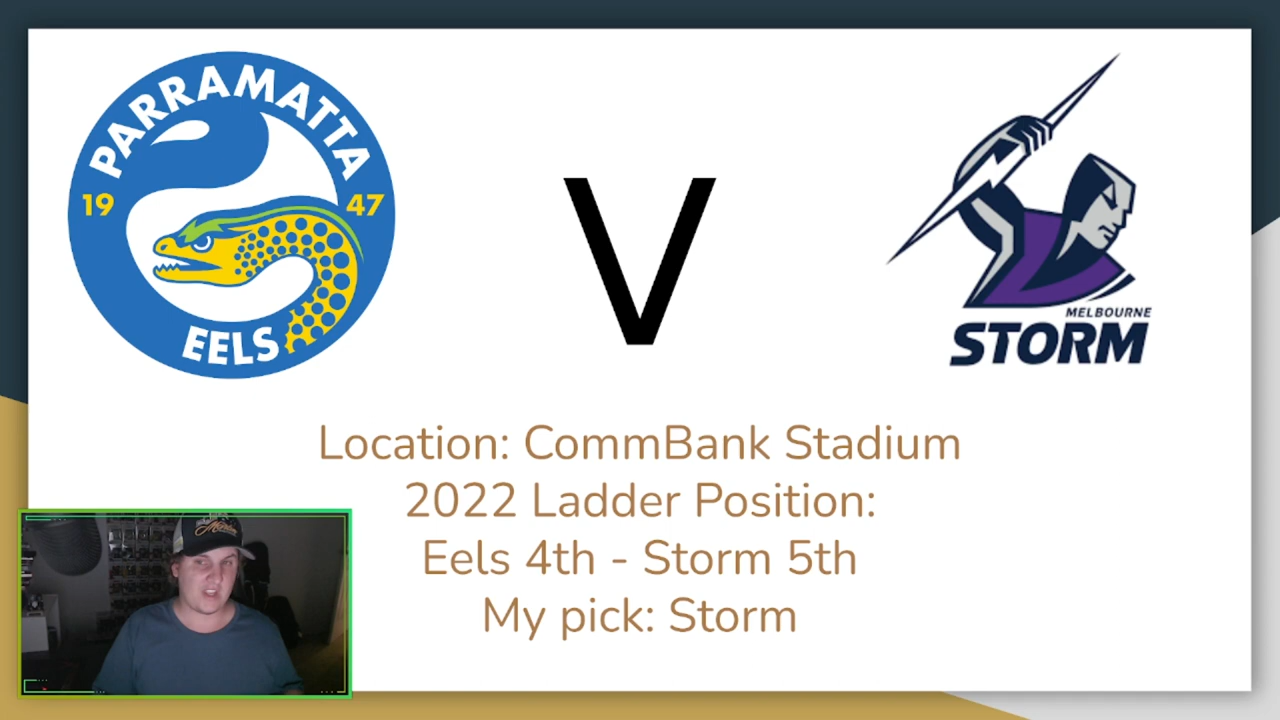 PARRAMATTA
19 47
EELS
V
MELBOURNE
STORM
Location: CommBank Stadium
2022 Ladder Position:
Eels 4th - Storm 5th
My pick: Storm